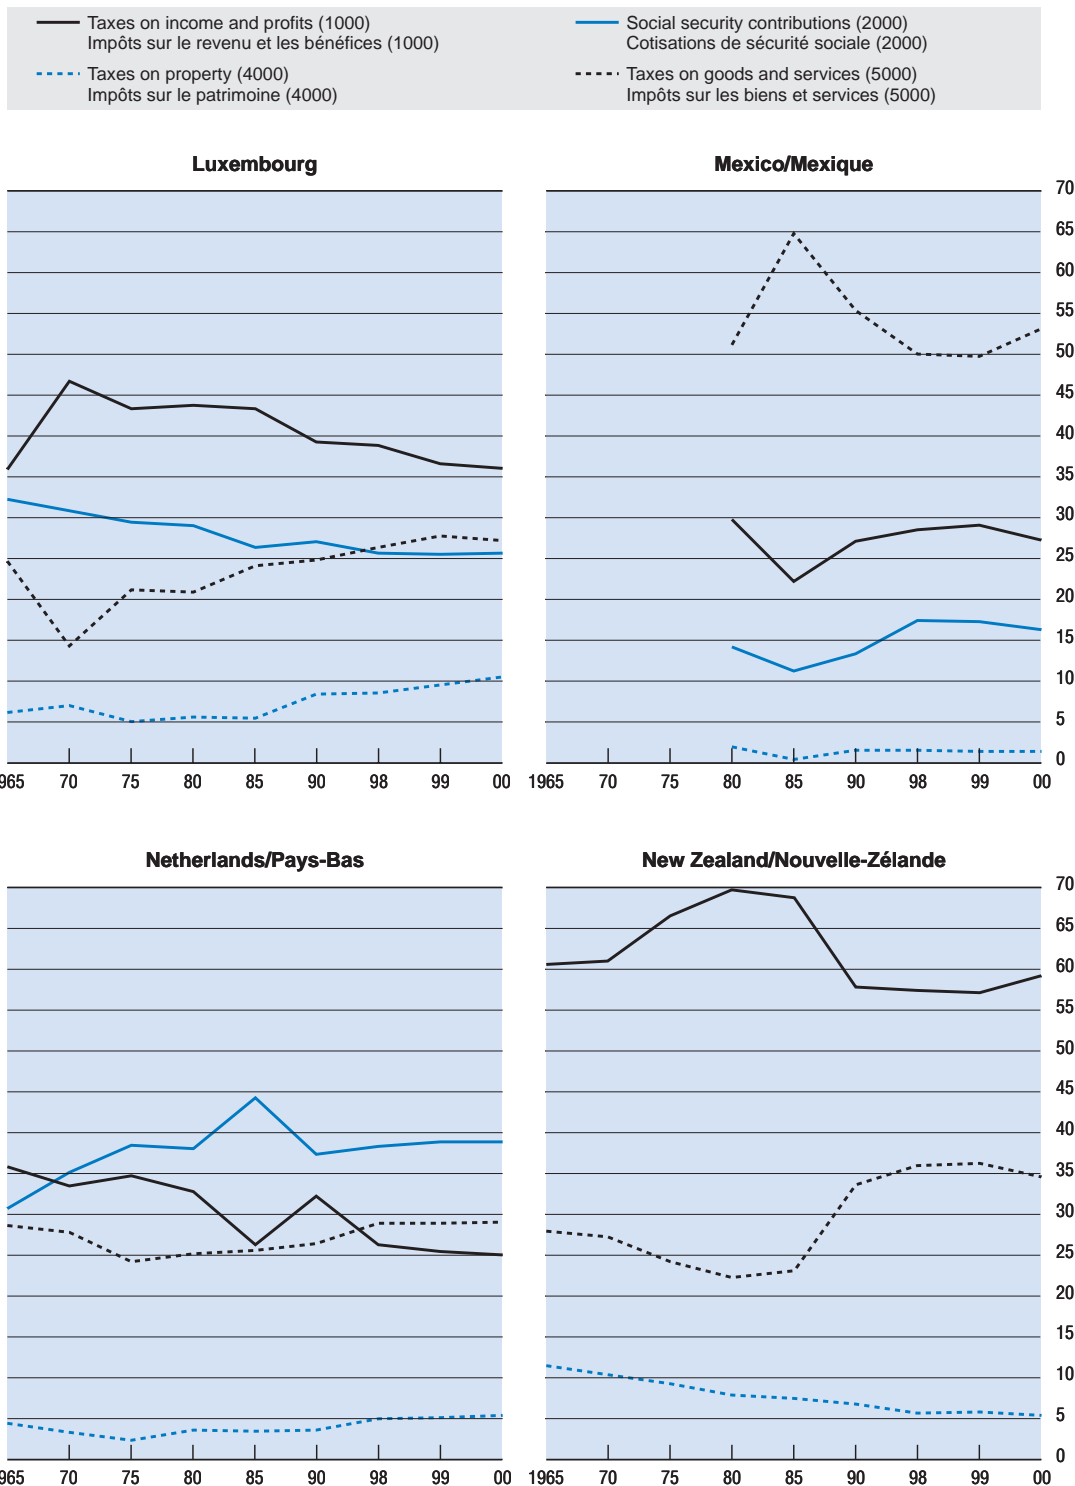 Taxes on income and profits (1000)
Impôts sur le revenu et les bénéfices (1000)
Social security contributions (2000)
Cotisations de sécurité sociale (2000)
Taxes on property (4000)
Impôts sur le patrimoine (4000)
Taxes on goods and services (5000)
Impôts sur les biens et services (5000)
Luxembourg
965 70 75 80 85 90 98 99 00
Mexico/Mexique
70
65
60
55
50
45
40
35
30
25
20
15
10
5
0
1965 70 75 80 85 90 98 99 00
Netherlands/Pays-Bas
965 70 75 80 85 90 98 99 00
New Zealand/Nouvelle-Zélande
70
65
60
55
50
45
40
35
30
25
20
15
10
5
0
1965 70 75 80 85 90 98 99 00